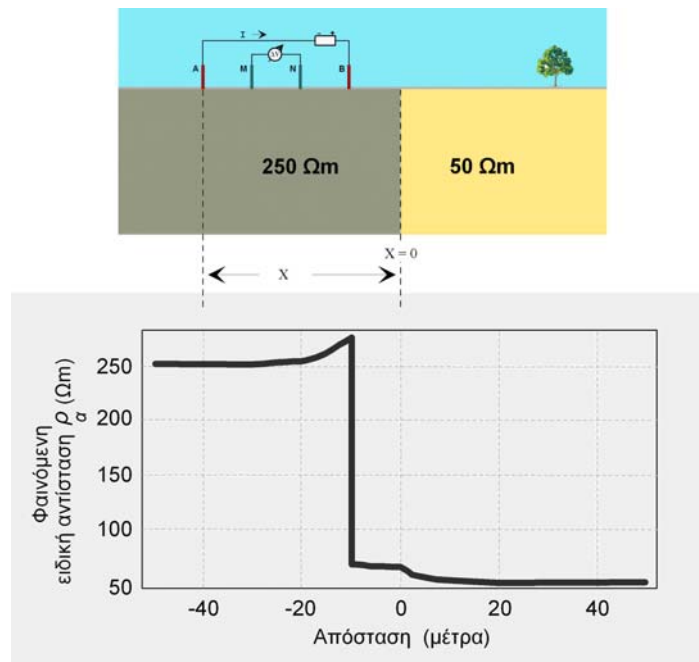 I → - +
ΔV
A M N B
250 Ωm 50 Ωm
X = 0
X
Φαινόμενη
ειδική αντίσταση ρα (Ωm)
250
200
150
100
50
-40 -20 0 20 40
Απόσταση (μέτρα)